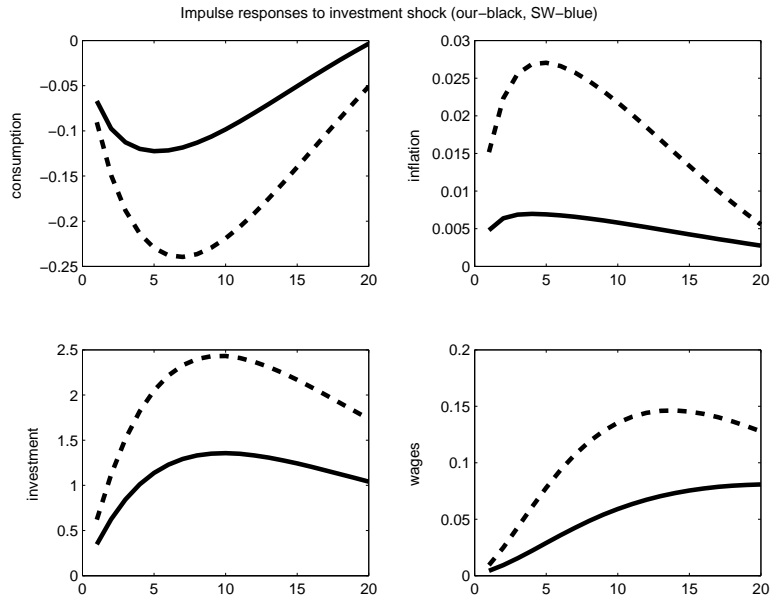 Impulse responses to investment shock (our−black, SW−blue)
0
−0.05
−0.1
−0.15
−0.2
−0.25
consumption
0 5 10 15 20
0.03
0.025
0.02
0.015
0.01
0.005
0
inflation
0 5 10 15 20
2.5
2
1.5
1
0.5
0
investment
0 5 10 15 20
0.2
0.15
0.1
0.05
0
wages
0 5 10 15 20